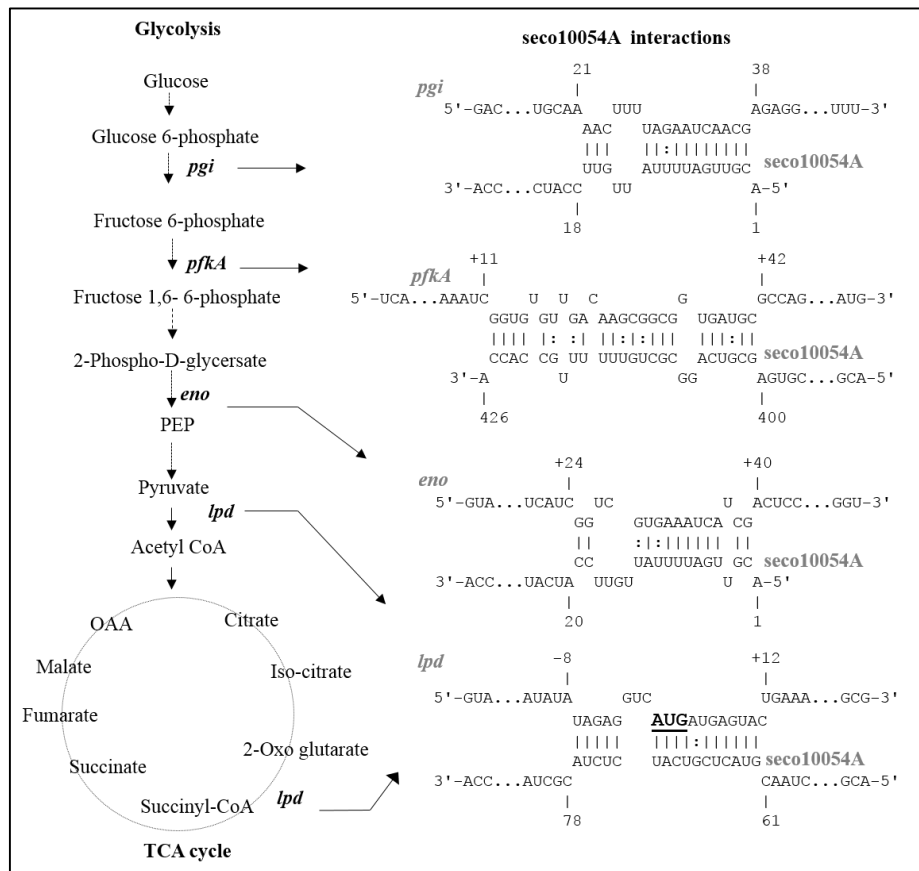 Glycolysis
Glucose
Glucose 6-phosphate
pgi
Fructose 6-phosphate
pfkA
Fructose 1,6- 6-phosphate
2-Phospho-D-glycersate
eno
PEP
Pyruvate
lpd
Acetyl CoA
OAA
Citrate
Malate
Iso-citrate
Fumarate
2-Oxo glutarate
Succinate
Succinyl-CoA
lpd
TCA cycle
seco10054A interactions
21 38
pgi
| |
5'-GAC...UGCAA UUU AGAGG...UUU-3'
AAC UAGAAUCAACG
||| ||:||||||||
UUG AUUUUAGUUGC seco10054A
3'-ACC...CUACC UU A-5'
| |
18 1
+11 +42
pfkA
| |
5'-UCA...AAAUC U U C G GCCAG...AUG-3'
GGUG GU GA AAGCGGCG UGAUGC
|||| |: :| ||:||:|| |||:||
CCAC CG UU UUUGUCGC ACUGCG seco10054A
3'-A U GG AGUGC...GCA-5'
| |
426 400
+24 +40
eno
| |
5'-GUA...UCAUC UC U ACUCC...GGU-3'
GG GUGAAAUCA CG
|| :|:|||||| ||
CC UAUUUUAGU GC seco10054A
3'-ACC...UACUA UUGU U A-5'
| |
20 1
lpd
-8 +12
| |
5'-GUA...AUAUA GUC UGAAA...GCG-3'
UAGAG AUGAUGAGUAC
||||| ||||:||||||
AUCUC UACUGCUCAUG seco10054A
3'-ACC...AUCGC CAAUC...GCA-5'
| |
78 61